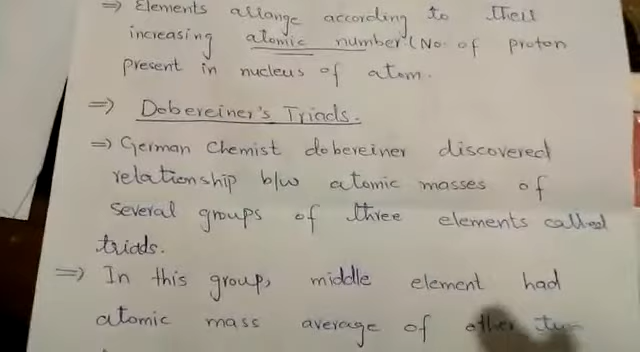 => Elements allange according to their
increasing atomic number. (No. of proton
present in nucleus of atom.
=> Dobereiner's Triads.
=> German Chemist dobereiner discovered
relationship b/w atomic masses of
several groups of three elements called
triads.
=> In this group, middle element had
atomic mass average of other